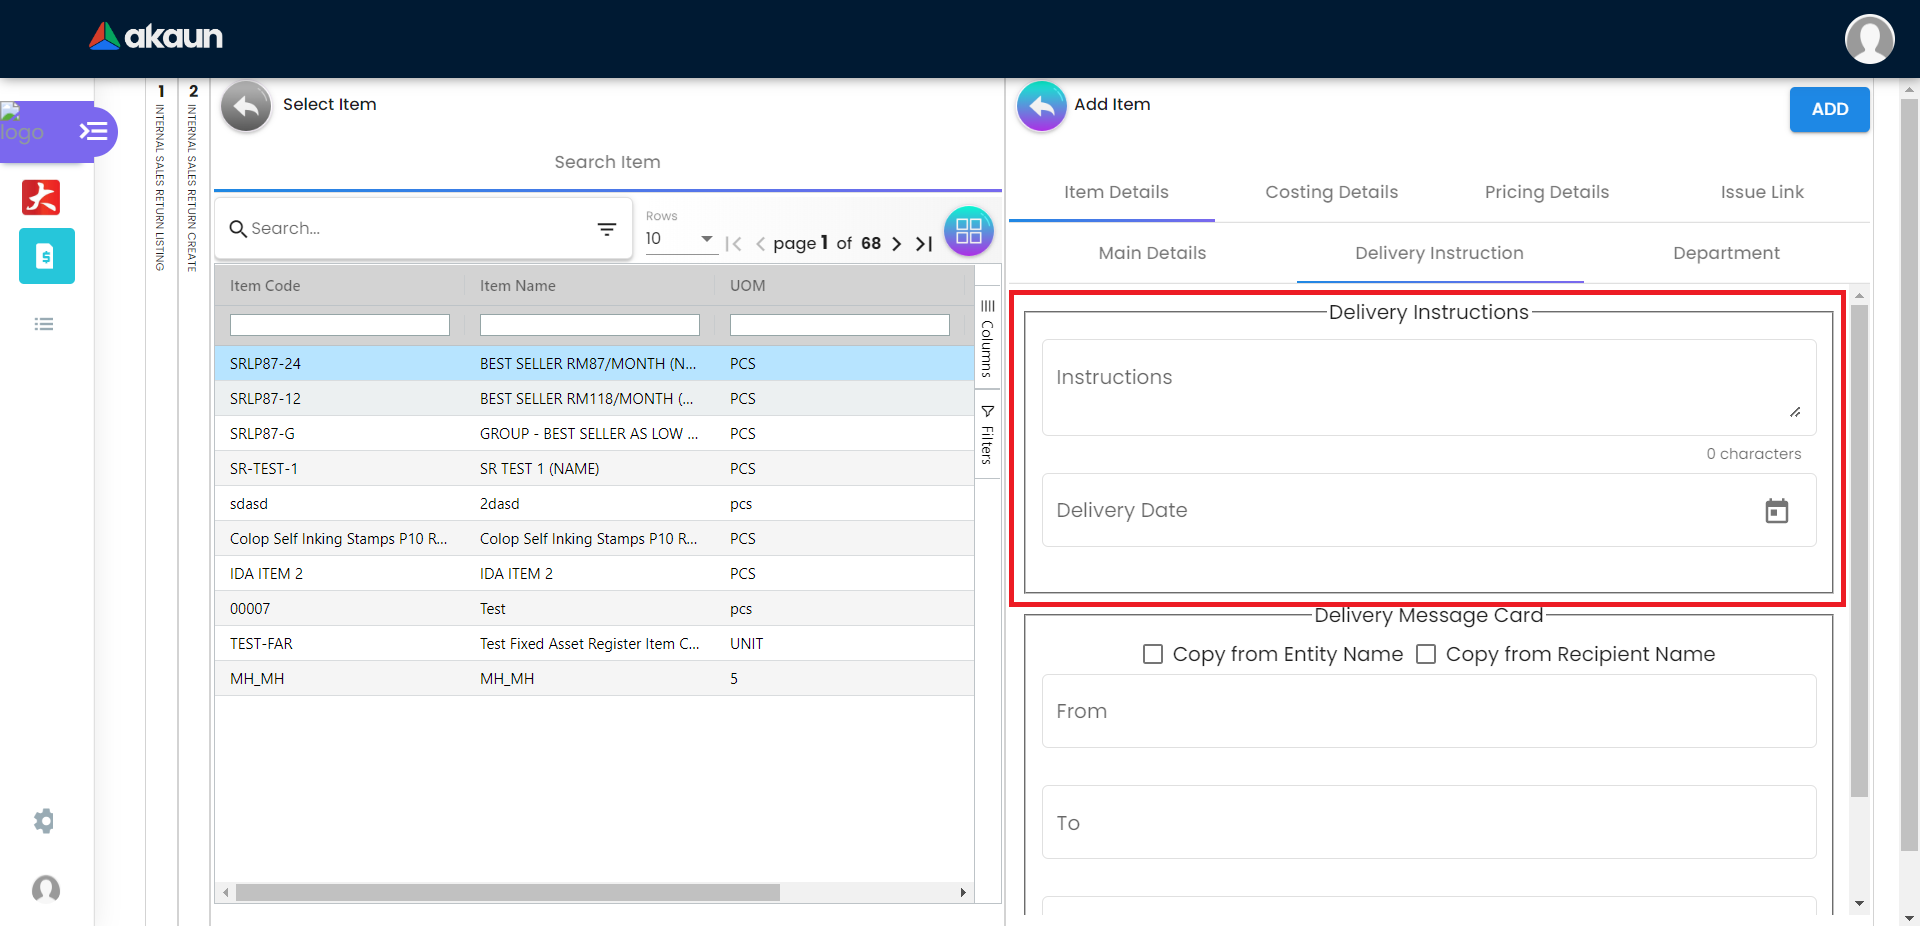 akaun
logo
1 INTERNAL SALES RETURN LISTING
2 INTERNAL SALES RETURN CREATE
Select Item
Search Item
Search...
Rows
10
page 1 of 68
Item Code Item Name UOM
SRLP87-24 BEST SELLER RM87/MONTH (N... PCS
SRLP87-12 BEST SELLER RM118/MONTH (... PCS
SRLP87-G GROUP - BEST SELLER AS LOW ... PCS
SR-TEST-1 SR TEST 1 (NAME) PCS
sdasd 2dasd pcs
Colop Self Inking Stamps P10 R... Colop Self Inking Stamps P10 R... PCS
IDA ITEM 2 IDA ITEM 2 PCS
00007 Test pcs
TEST-FAR Test Fixed Asset Register Item C... UNIT
MH_MH MH_MH 5
Columns
Filters
Add Item
ADD
Item Details Costing Details Pricing Details Issue Link
Main Details Delivery Instruction Department
Delivery Instructions
Instructions
0 characters
Delivery Date
Delivery Message Card
Copy from Entity Name Copy from Recipient Name
From
To